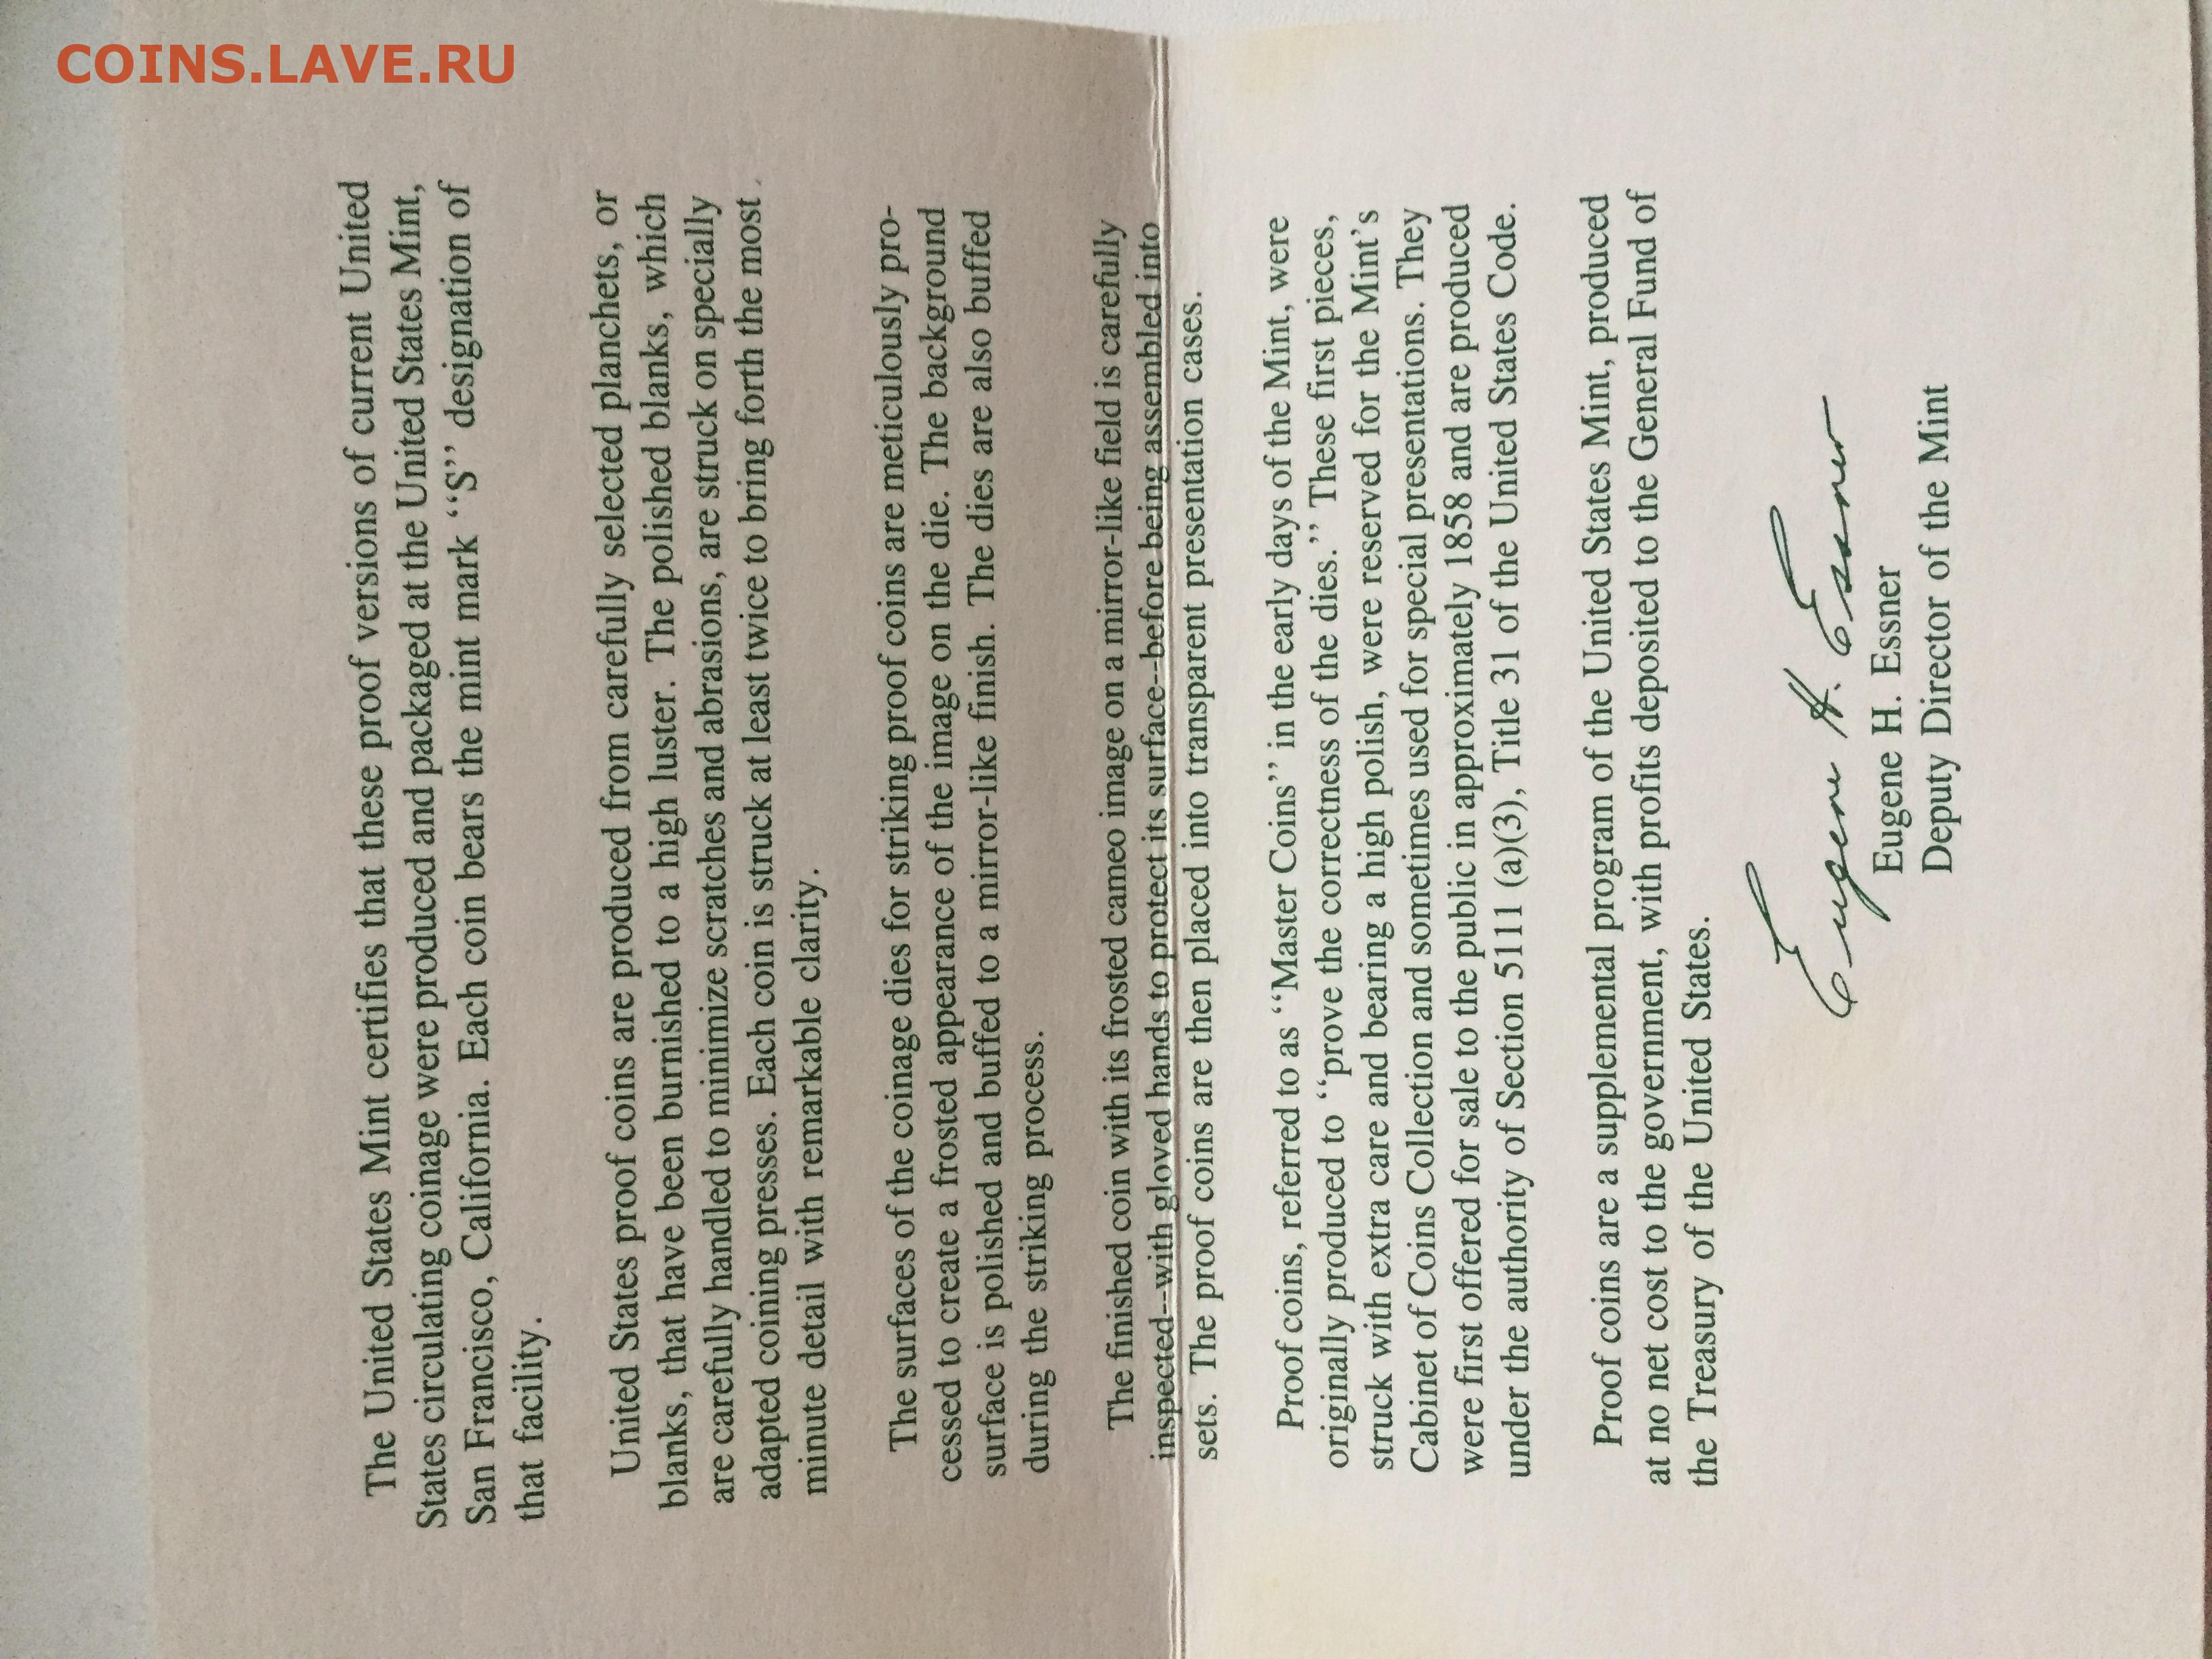 COINS.LAVE.RU
The United States Mint certifies that these proof versions of current United
States circulating coinage were produced and packaged at the United States Mint,
San Francisco, California. Each coin bears the mint mark ‘‘S’’ designation of
that facility.
United States proof coins are produced from carefully selected planchets, or
blanks, that have been burnished to a high luster. The polished blanks, which
are carefully handled to minimize scratches and abrasions, are struck on specially
adapted coining presses. Each coin is struck at least twice to bring forth the most
minute detail with remarkable clarity.
The surfaces of the coinage dies for striking proof coins are meticulously pro-
cessed to create a frosted appearance of the image on the die. The background
surface is polished and buffed to a mirror-like finish. The dies are also buffed
during the striking process.
The finished coin with its frosted cameo image on a mirror-like field is carefully
inspected--with gloved hands to protect its surface--before being assembled into
sets. The proof coins are then placed into transparent presentation cases.
Proof coins, referred to as ‘‘Master Coins’’ in the early days of the Mint, were
originally produced to ‘‘prove the correctness of the dies.’’ These first pieces,
struck with extra care and bearing a high polish, were reserved for the Mint's
Cabinet of Coins Collection and sometimes used for special presentations. They
were first offered for sale to the public in approximately 1858 and are produced
under the authority of Section 5111 (a)(3), Title 31 of the United States Code.
Proof coins are a supplemental program of the United States Mint, produced
at no net cost to the government, with profits deposited to the General Fund of
the Treasury of the United States.
Eugene H. Essner
Eugene H. Essner
Deputy Director of the Mint